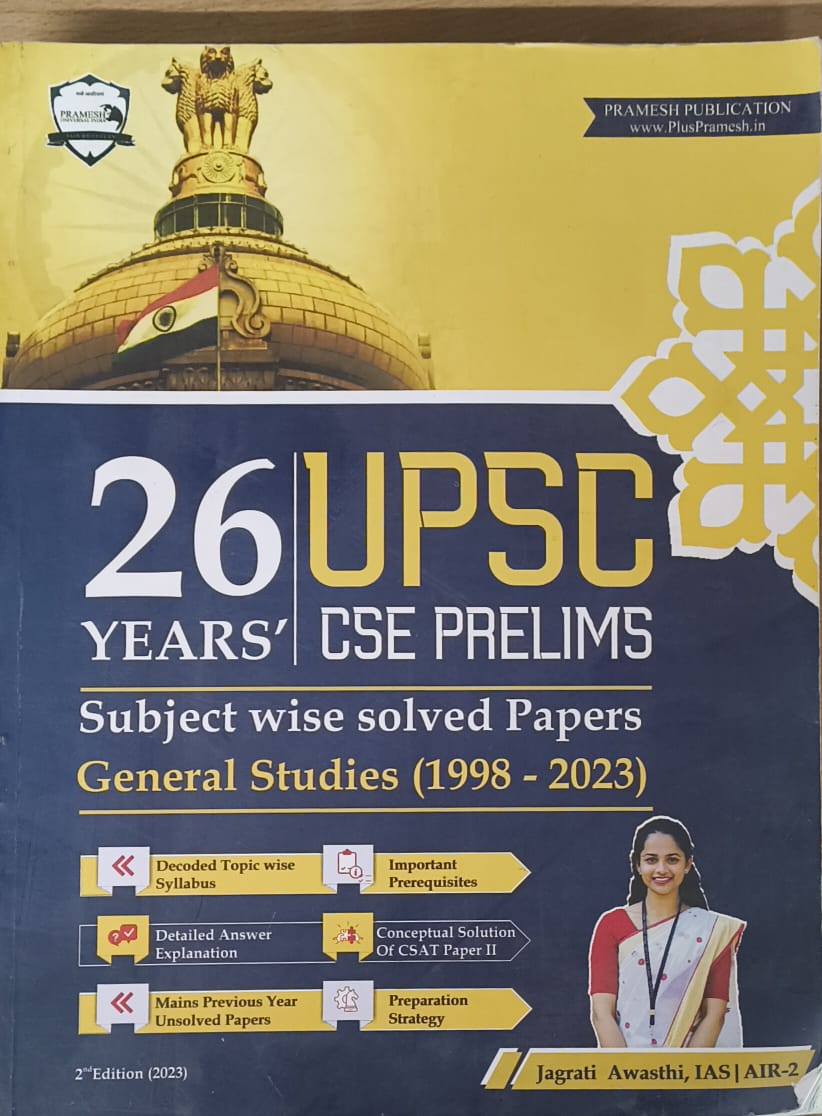 PRAMESH
UNIVERSAL INDIA
PRAMESH PUBLICATION
www.PlusPramesh.in
26
YEARS’
UPSC
CSE PRELIMS
Subject wise solved Papers
General Studies (1998 - 2023)
Decoded Topic wise
Syllabus
Important
Prerequisites
Detailed Answer
Explanation
Conceptual Solution
Of CSAT Paper II
Mains Previous Year
Unsolved Papers
Preparation
Strategy
2nd Edition (2023)
Jagrati Awasthi, IAS | AIR-2